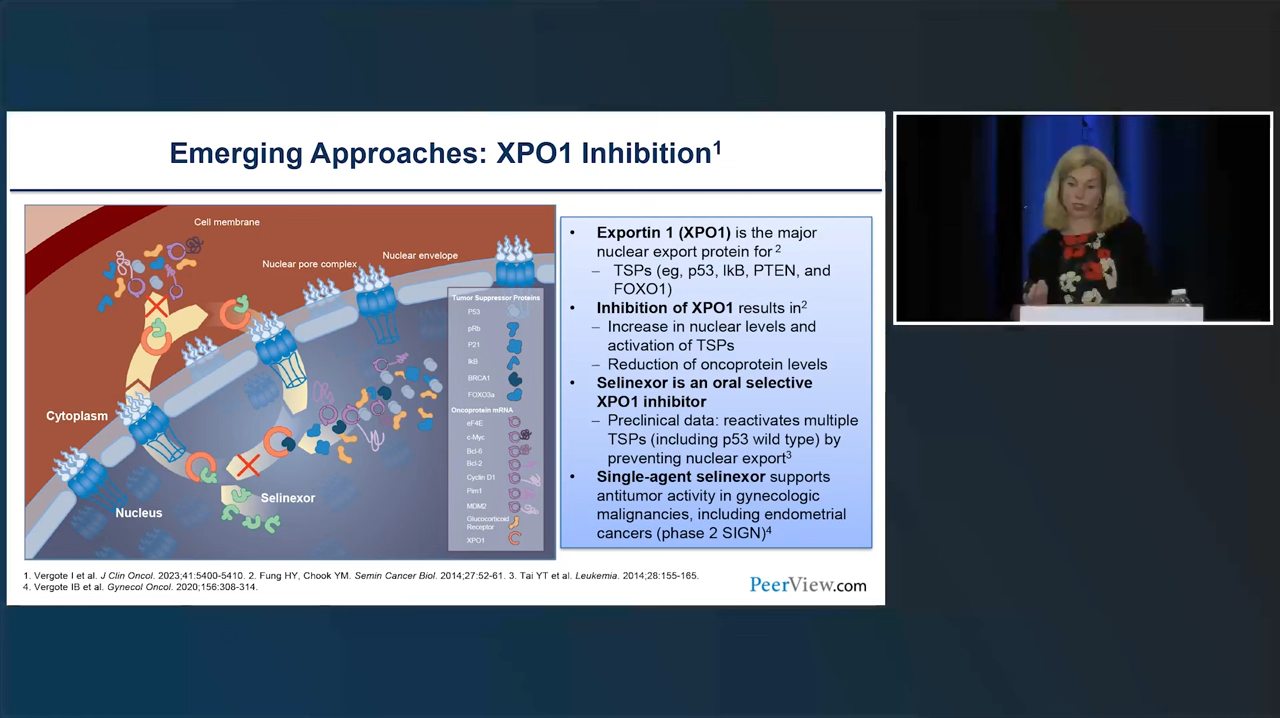 Emerging Approaches: XPO1 Inhibition1
Cell membrane
Nuclear pore complex
Nuclear envelope
Cytoplasm
Nucleus
Selinexor
Tumor Suppressor Proteins
P53
pRb
P21
IkB
BRCA1
FOXO3a
Oncoprotein mRNA
eF4E
c-Myc
Bcl-6
Bcl-2
Cyclin D1
Pim1
MDM2
Glucocorticoid
Receptor
XPO1
• Exportin 1 (XPO1) is the major
nuclear export protein for 2
– TSPs (eg, p53, IkB, PTEN, and
FOXO1)
• Inhibition of XPO1 results in2
– Increase in nuclear levels and
activation of TSPs
– Reduction of oncoprotein levels
• Selinexor is an oral selective
XPO1 inhibitor
– Preclinical data: reactivates multiple
TSPs (including p53 wild type) by
preventing nuclear export3
• Single-agent selinexor supports
antitumor activity in gynecologic
malignancies, including endometrial
cancers (phase 2 SIGN)4
1. Vergote I et al. J Clin Oncol. 2023;41:5400-5410. 2. Fung HY, Chook YM. Semin Cancer Biol. 2014;27:52-61. 3. Tai YT et al. Leukemia. 2014;28:155-165.
4. Vergote IB et al. Gynecol Oncol. 2020;156:308-314.
PeerView.com